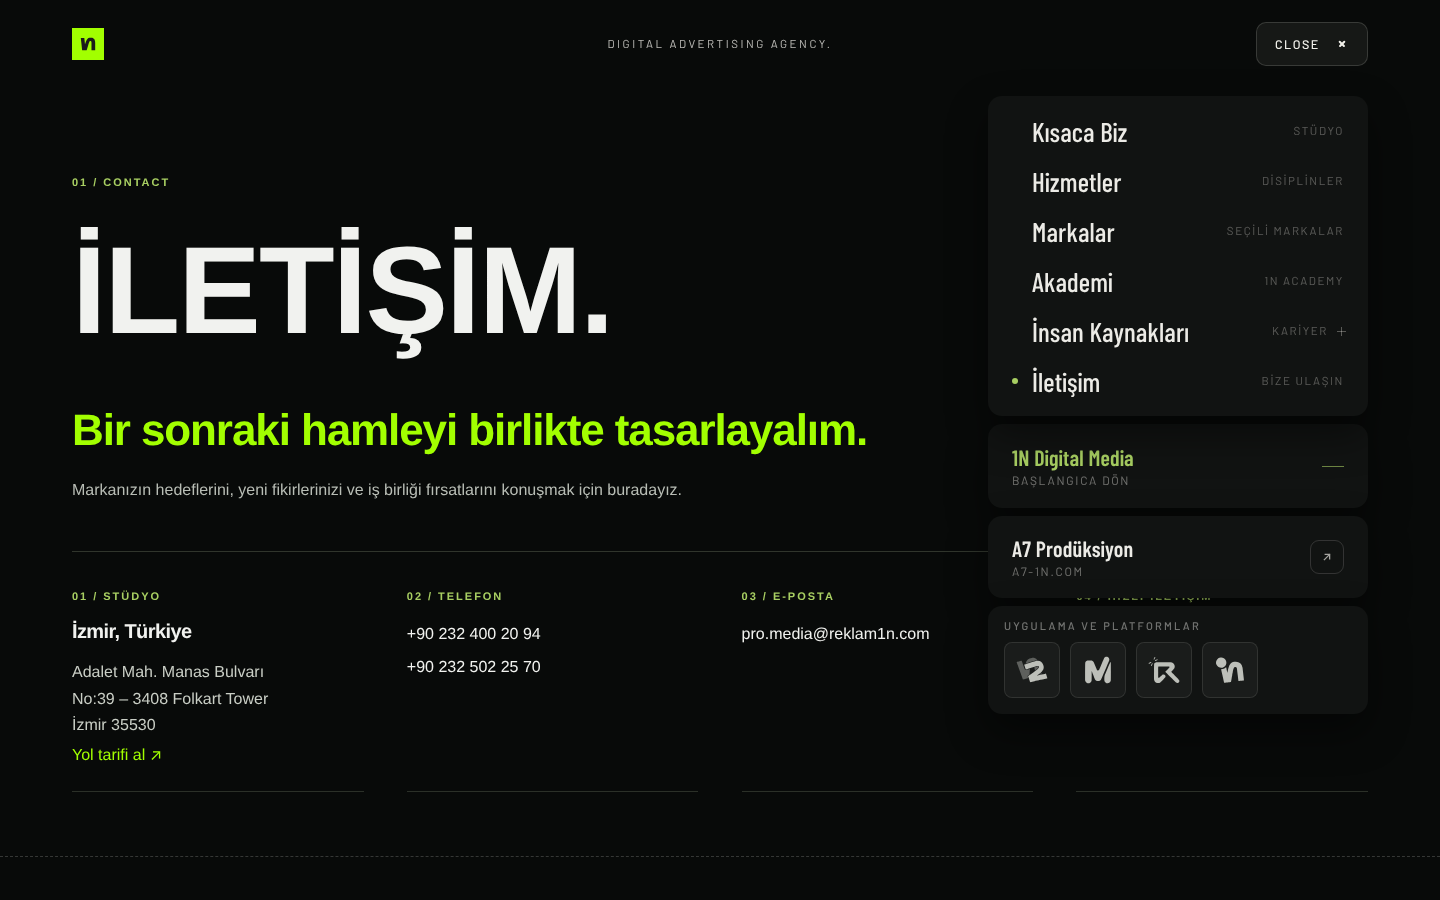 DIGITAL ADVERTISING AGENCY.
CLOSE
01 / CONTACT
İLETİŞİM.
Bir sonraki hamleyi birlikte tasarlayalım.
Markanızın hedeflerini, yeni fikirlerinizi ve iş birliği fırsatlarını konuşmak için buradayız.
01 / STÜDYO
İzmir, Türkiye
Adalet Mah. Manas Bulvarı
No:39 – 3408 Folkart Tower
İzmir 35530
Yol tarifi al
02 / TELEFON
+90 232 400 20 94
+90 232 502 25 70
03 / E-POSTA
pro.media@reklam1n.com
Kısaca Biz STÜDYO
Hizmetler DİSİPLİNLER
Markalar SEÇİLİ MARKALAR
Akademi 1N ACADEMY
İnsan Kaynakları KARİYER +
İletişim BİZE ULAŞIN
1N Digital Media
BAŞLANGICA DÖN
A7 Prodüksiyon
A7-1N.COM
UYGULAMA VE PLATFORMLAR